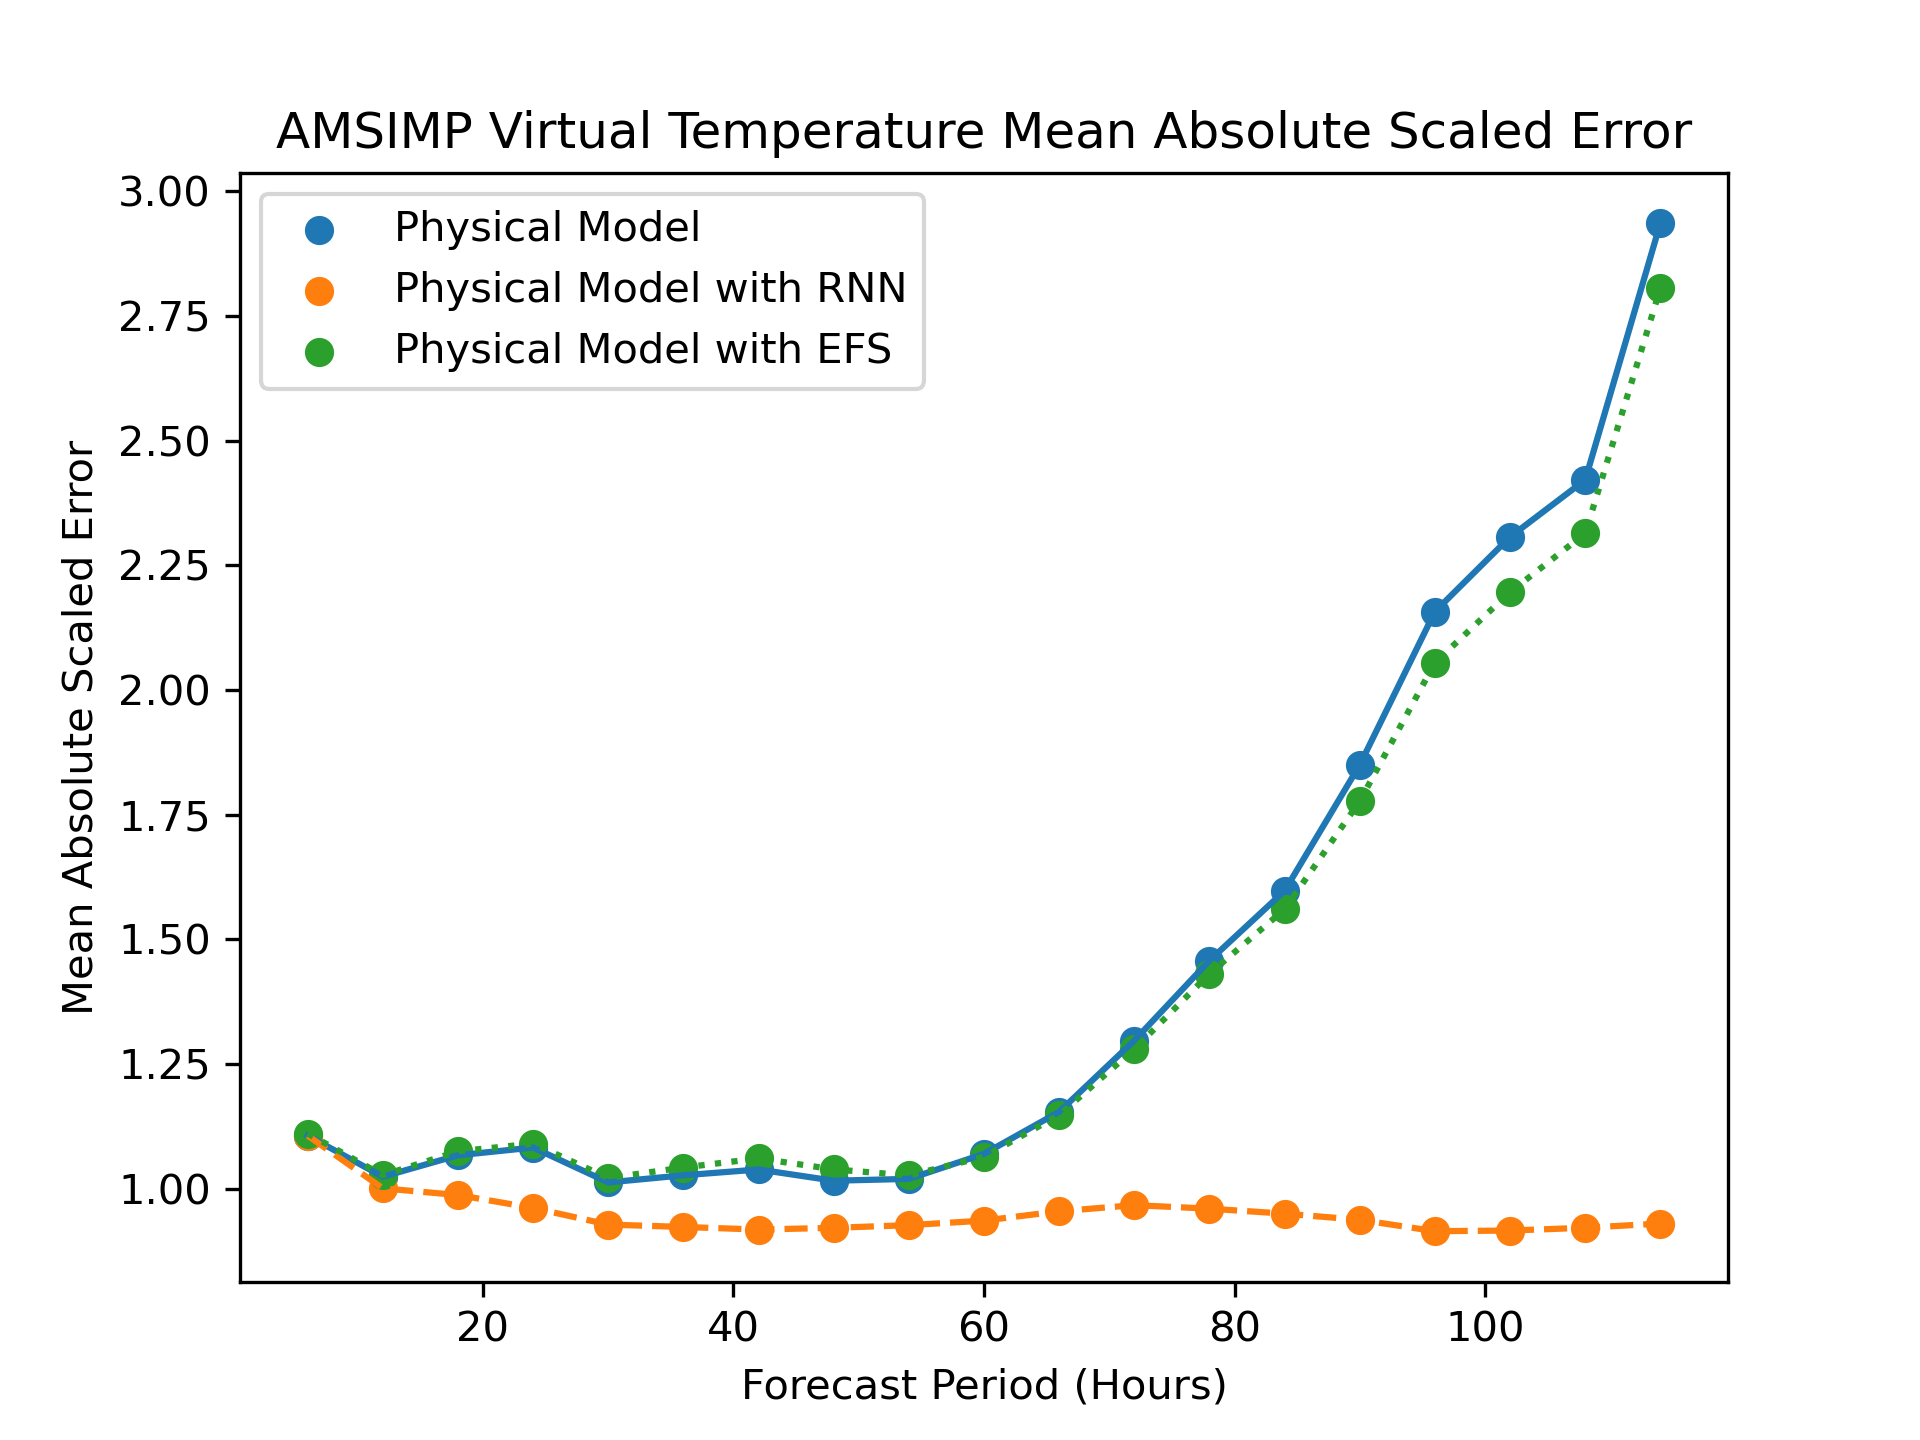 AMSIMP Virtual Temperature Mean Absolute Scaled Error
Physical Model
Physical Model with RNN
Physical Model with EFS
Mean Absolute Scaled Error
3.00
2.75
2.50
2.25
2.00
1.75
1.50
1.25
1.00
20 40 60 80 100
Forecast Period (Hours)